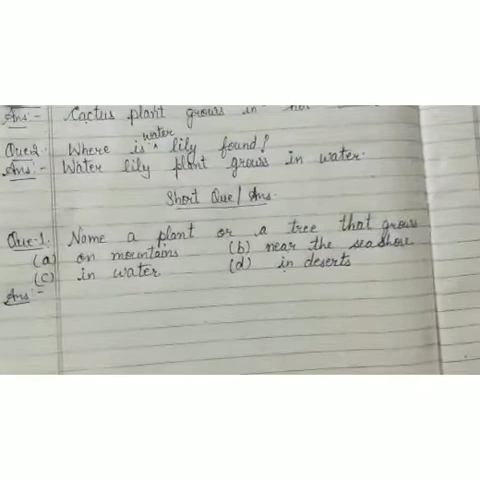 Ans:- Cactus plant grows in hot
Que2. Where is ^ water lily found?
Ans:- Water lily plant grows in water.
Short Que/Ans.
Que-1. Name a plant or a tree that grows
(a) on mountains (b) near the seashore
(c) in water (d) in deserts
Ans:-